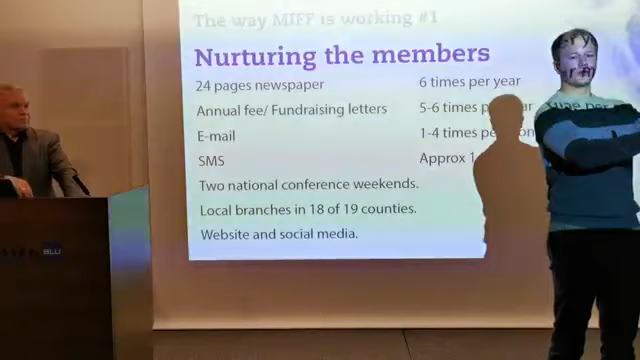 The way MIFF is working #1
Nurturing the members
24 pages newspaper 6 times per year
Annual fee/ Fundraising letters 5-6 times
E-mail 1-4 times
SMS Approx 1
Two national conference weekends.
Local branches in 18 of 19 counties.
Website and social media.
BLU